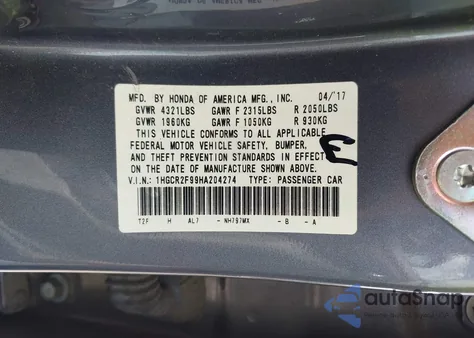 MFD. BY HONDA OF AMERICA MFG., INC. 04/17
GVWR 4321LBS GAWR F 2315LBS R 2050LBS
GVWR 1960KG GAWR F 1050KG R 930KG
THIS VEHICLE CONFORMS TO ALL APPLICABLE
FEDERAL MOTOR VEHICLE SAFETY, BUMPER,
AND THEFT PREVENTION STANDARDS IN EFFECT
ON THE DATE OF MANUFACTURE SHOWN ABOVE.
E
V.I.N.: 1HGCR2F99HA204274 TYPE: PASSENGER CAR
T2F H AL7 -NH797MX -B -A
autoSnap